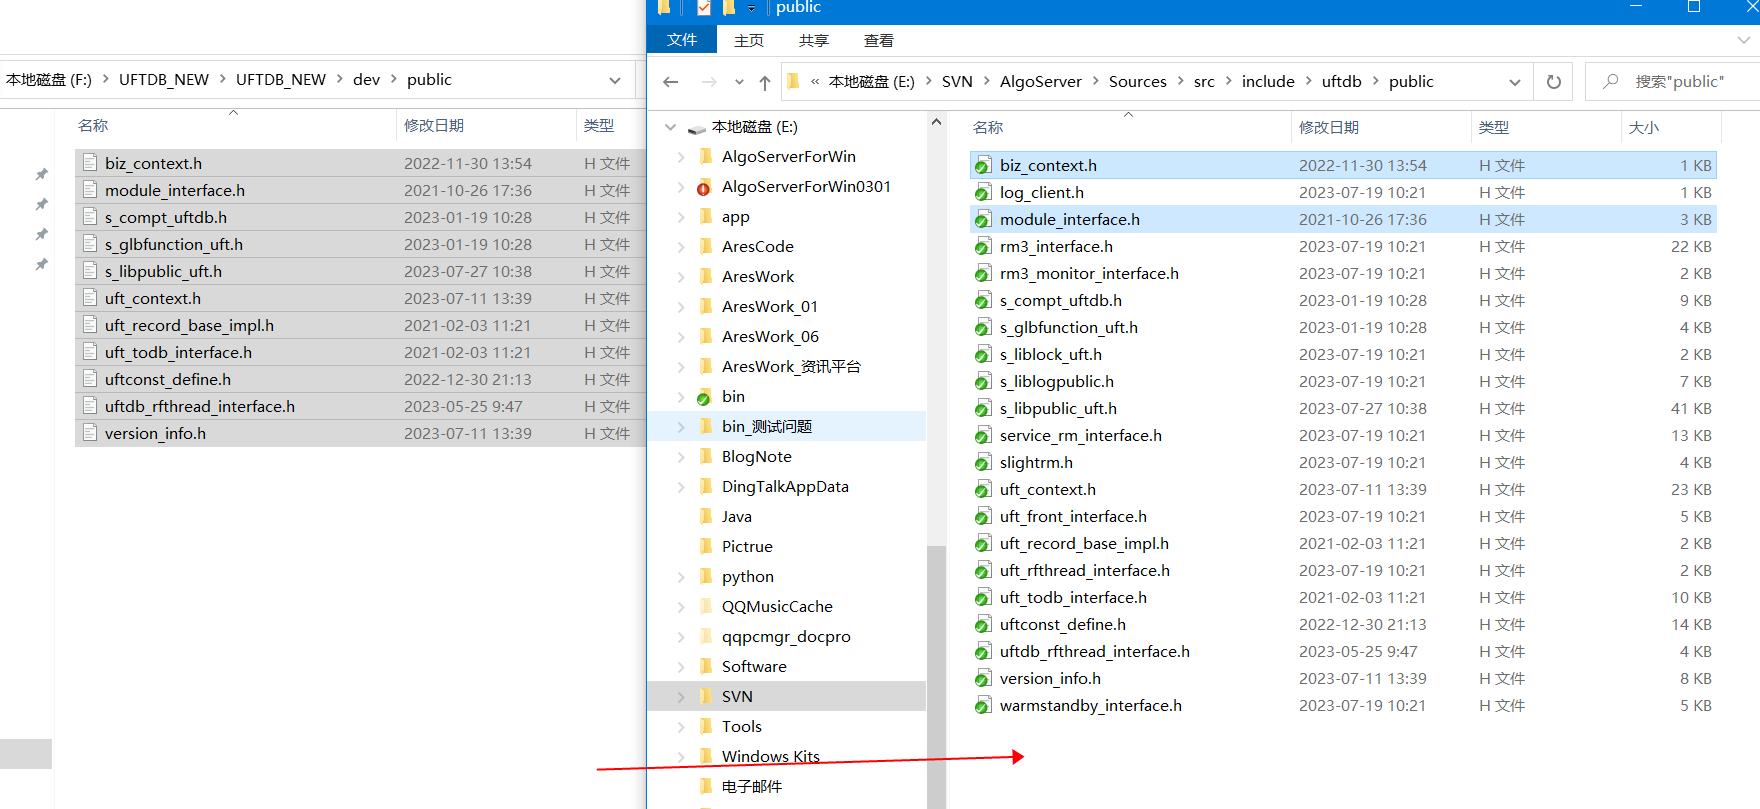 本地磁盘 (F:) › UFTDB_NEW › UFTDB_NEW › dev › public
名称 修改日期 类型
biz_context.h 2022-11-30 13:54 H 文件
module_interface.h 2021-10-26 17:36 H 文件
s_compt_uftdb.h 2023-01-19 10:28 H 文件
s_glbfunction_uft.h 2023-01-19 10:28 H 文件
s_libpublic_uft.h 2023-07-27 10:38 H 文件
uft_context.h 2023-07-11 13:39 H 文件
uft_record_base_impl.h 2021-02-03 11:21 H 文件
uft_todb_interface.h 2021-02-03 11:21 H 文件
uftconst_define.h 2022-12-30 21:13 H 文件
uftdb_rfthread_interface.h 2023-05-25 9:47 H 文件
version_info.h 2023-07-11 13:39 H 文件
public
文件 主页 共享 查看
« 本地磁盘 (E:) › SVN › AlgoServer › Sources › src › include › uftdb › public
搜索"public"
本地磁盘 (E:)
AlgoServerForWin
AlgoServerForWin0301
app
AresCode
AresWork
AresWork_01
AresWork_06
AresWork_资讯平台
bin
bin_测试问题
BlogNote
DingTalkAppData
Java
Pictrue
python
QQMusicCache
qqpcmgr_docpro
Software
SVN
Tools
Windows Kits
电子邮件
名称 修改日期 类型 大小
biz_context.h 2022-11-30 13:54 H 文件 1 KB
log_client.h 2023-07-19 10:21 H 文件 1 KB
module_interface.h 2021-10-26 17:36 H 文件 3 KB
rm3_interface.h 2023-07-19 10:21 H 文件 22 KB
rm3_monitor_interface.h 2023-07-19 10:21 H 文件 2 KB
s_compt_uftdb.h 2023-01-19 10:28 H 文件 9 KB
s_glbfunction_uft.h 2023-01-19 10:28 H 文件 4 KB
s_liblock_uft.h 2023-07-19 10:21 H 文件 2 KB
s_liblogpublic.h 2023-07-19 10:21 H 文件 7 KB
s_libpublic_uft.h 2023-07-27 10:38 H 文件 41 KB
service_rm_interface.h 2023-07-19 10:21 H 文件 13 KB
slightrm.h 2023-07-19 10:21 H 文件 4 KB
uft_context.h 2023-07-11 13:39 H 文件 23 KB
uft_front_interface.h 2023-07-19 10:21 H 文件 5 KB
uft_record_base_impl.h 2021-02-03 11:21 H 文件 2 KB
uft_rfthread_interface.h 2023-07-19 10:21 H 文件 2 KB
uft_todb_interface.h 2021-02-03 11:21 H 文件 10 KB
uftconst_define.h 2022-12-30 21:13 H 文件 14 KB
uftdb_rfthread_interface.h 2023-05-25 9:47 H 文件 4 KB
version_info.h 2023-07-11 13:39 H 文件 8 KB
warmstandby_interface.h 2023-07-19 10:21 H 文件 5 KB